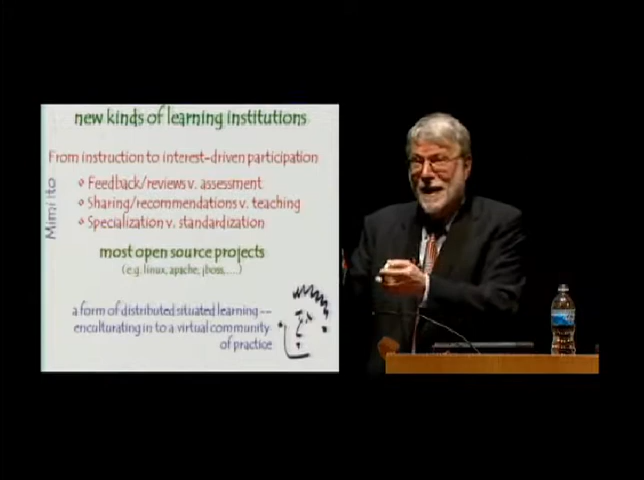 new kinds of learning institutions
From instruction to interest-driven participation
Feedback/reviews v. assessment
Sharing/recommendations v. teaching
Specialization v. standardization
Mimi Ito
most open source projects
(e.g. linux, apache, jboss, ....)
a form of distributed situated learning--
enculturating in to a virtual community
of practice